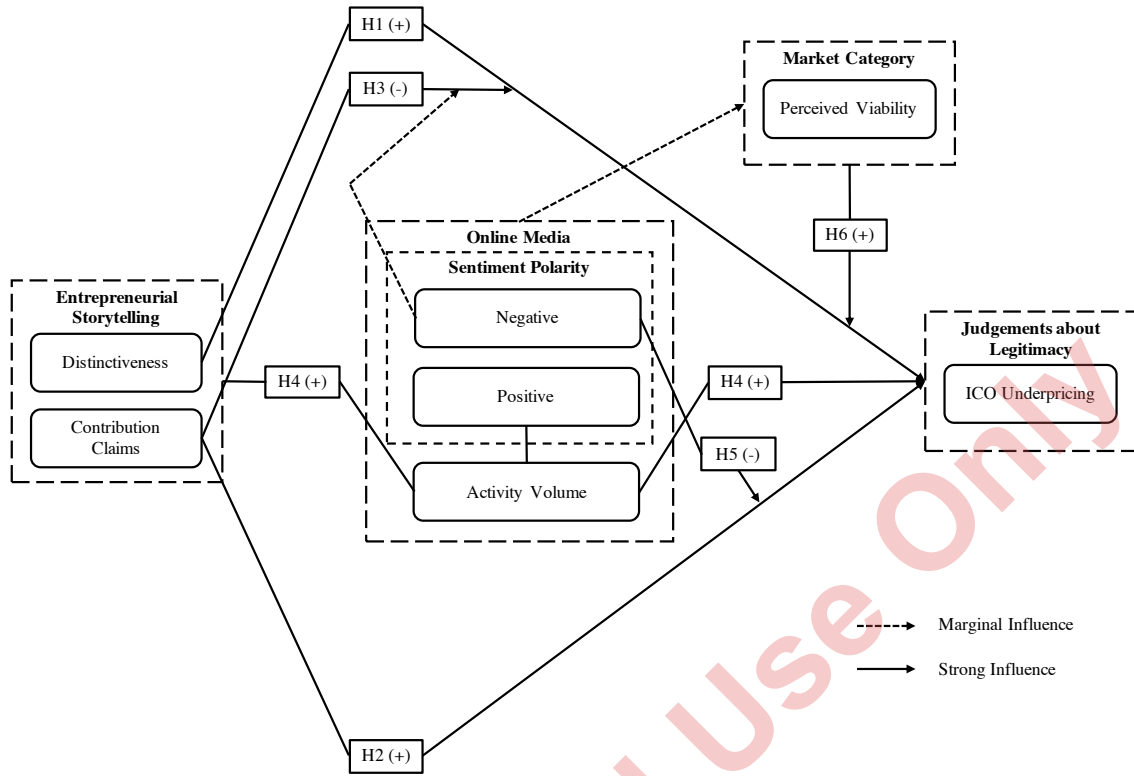 H1 (+)
H3 (-)
Market Category
Perceived Viability
H6 (+)
Online Media
Sentiment Polarity
Negative
Positive
Activity Volume
Entrepreneurial
Storytelling
Distinctiveness
Contribution
Claims
H4 (+)
H4 (+)
H5 (-)
Judgements about
Legitimacy
ICO Underpricing
H2 (+)
Marginal Influence
Strong Influence
Use Only